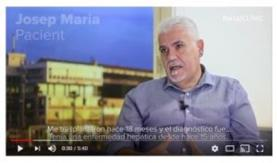 Josep Maria
Pacient
Me trasplantaron hace 18 meses y el diagnóstico fue...
Tenía una enfermedad hepática desde hace 15 años.
0:30 / 5:40